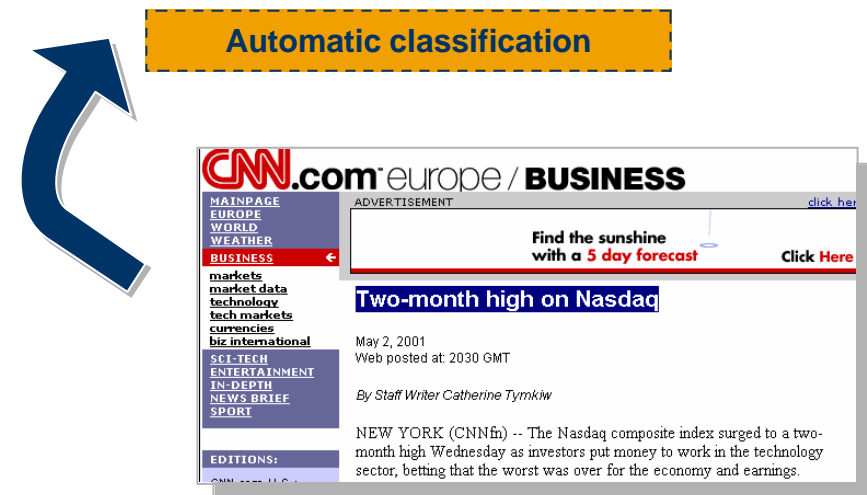 Automatic classification
CNN.com europe / BUSINESS
MAINPAGE
EUROPE
WORLD
WEATHER
BUSINESS
markets
market data
technology
tech markets
currencies
biz international
SCI-TECH
ENTERTAINMENT
IN-DEPTH
NEWS BRIEF
SPORT
EDITIONS:
ADVERTISEMENT
click her
Find the sunshine
with a 5 day forecast
Click Here
Two-month high on Nasdaq
May 2, 2001
Web posted at: 2030 GMT
By Staff Writer Catherine Tymkiw
NEW YORK (CNNfn) -- The Nasdaq composite index surged to a two-
month high Wednesday as investors put money to work in the technology
sector, betting that the worst was over for the economy and earnings.